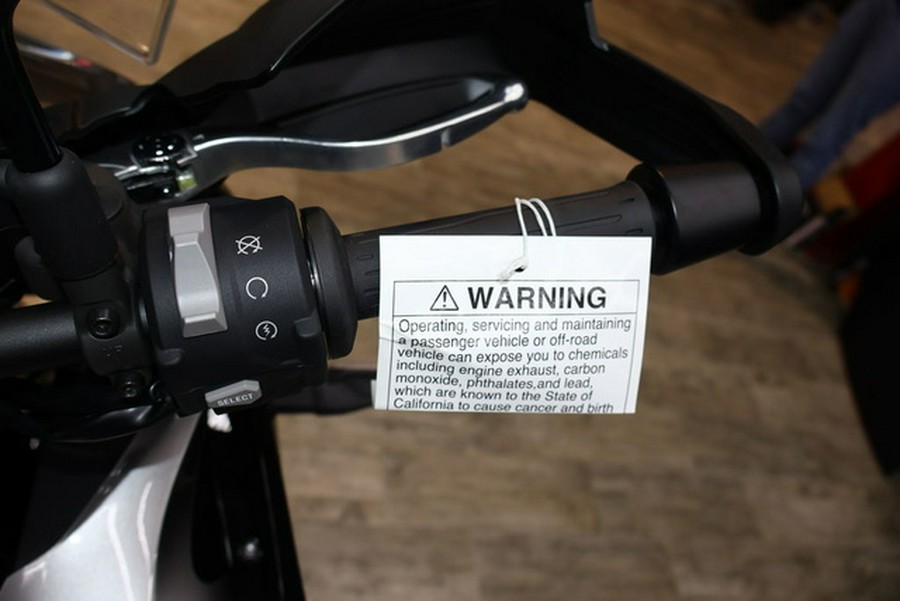 WARNING
Operating, servicing and maintaining
a passenger vehicle or off-road
vehicle can expose you to chemicals
including engine exhaust, carbon
monoxide, phthalates,and lead,
which are known to the State of
California to cause cancer and birth
SELECT